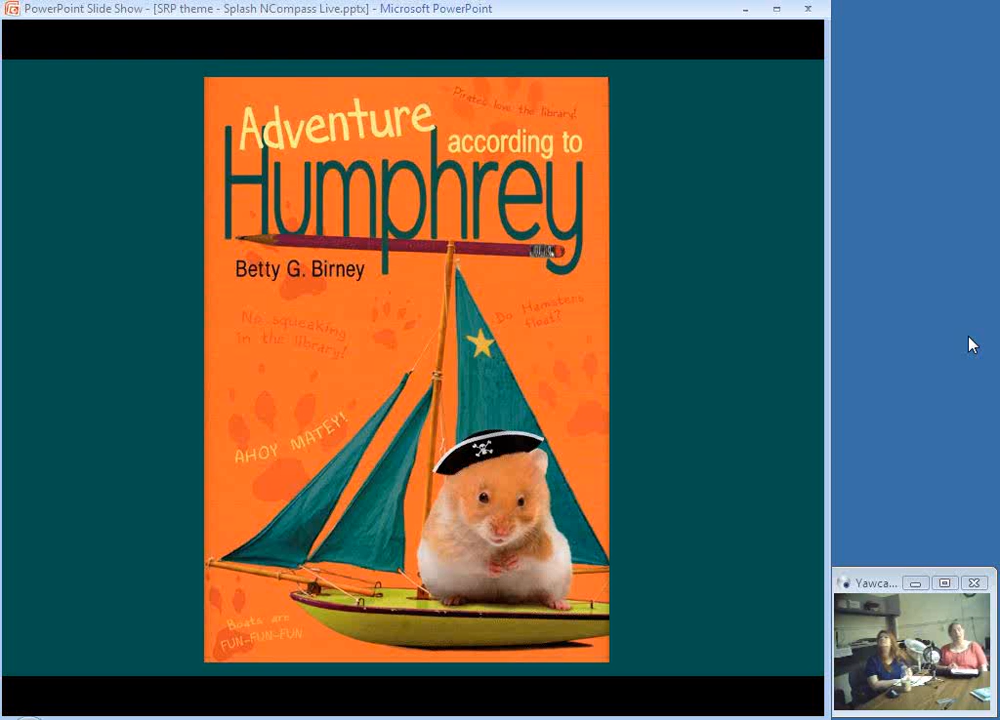 PowerPoint Slide Show - [SRP theme - Splash NCompass Live.pptx] - Microsoft PowerPoint
Pirates love the library!
Adventure
according to
Humphrey
Betty G. Birney
Do Hamsters
float?
No squeaking
in the library!
AHOY MATEY!
Boats are
FUN-FUN-FUN
Yawca...